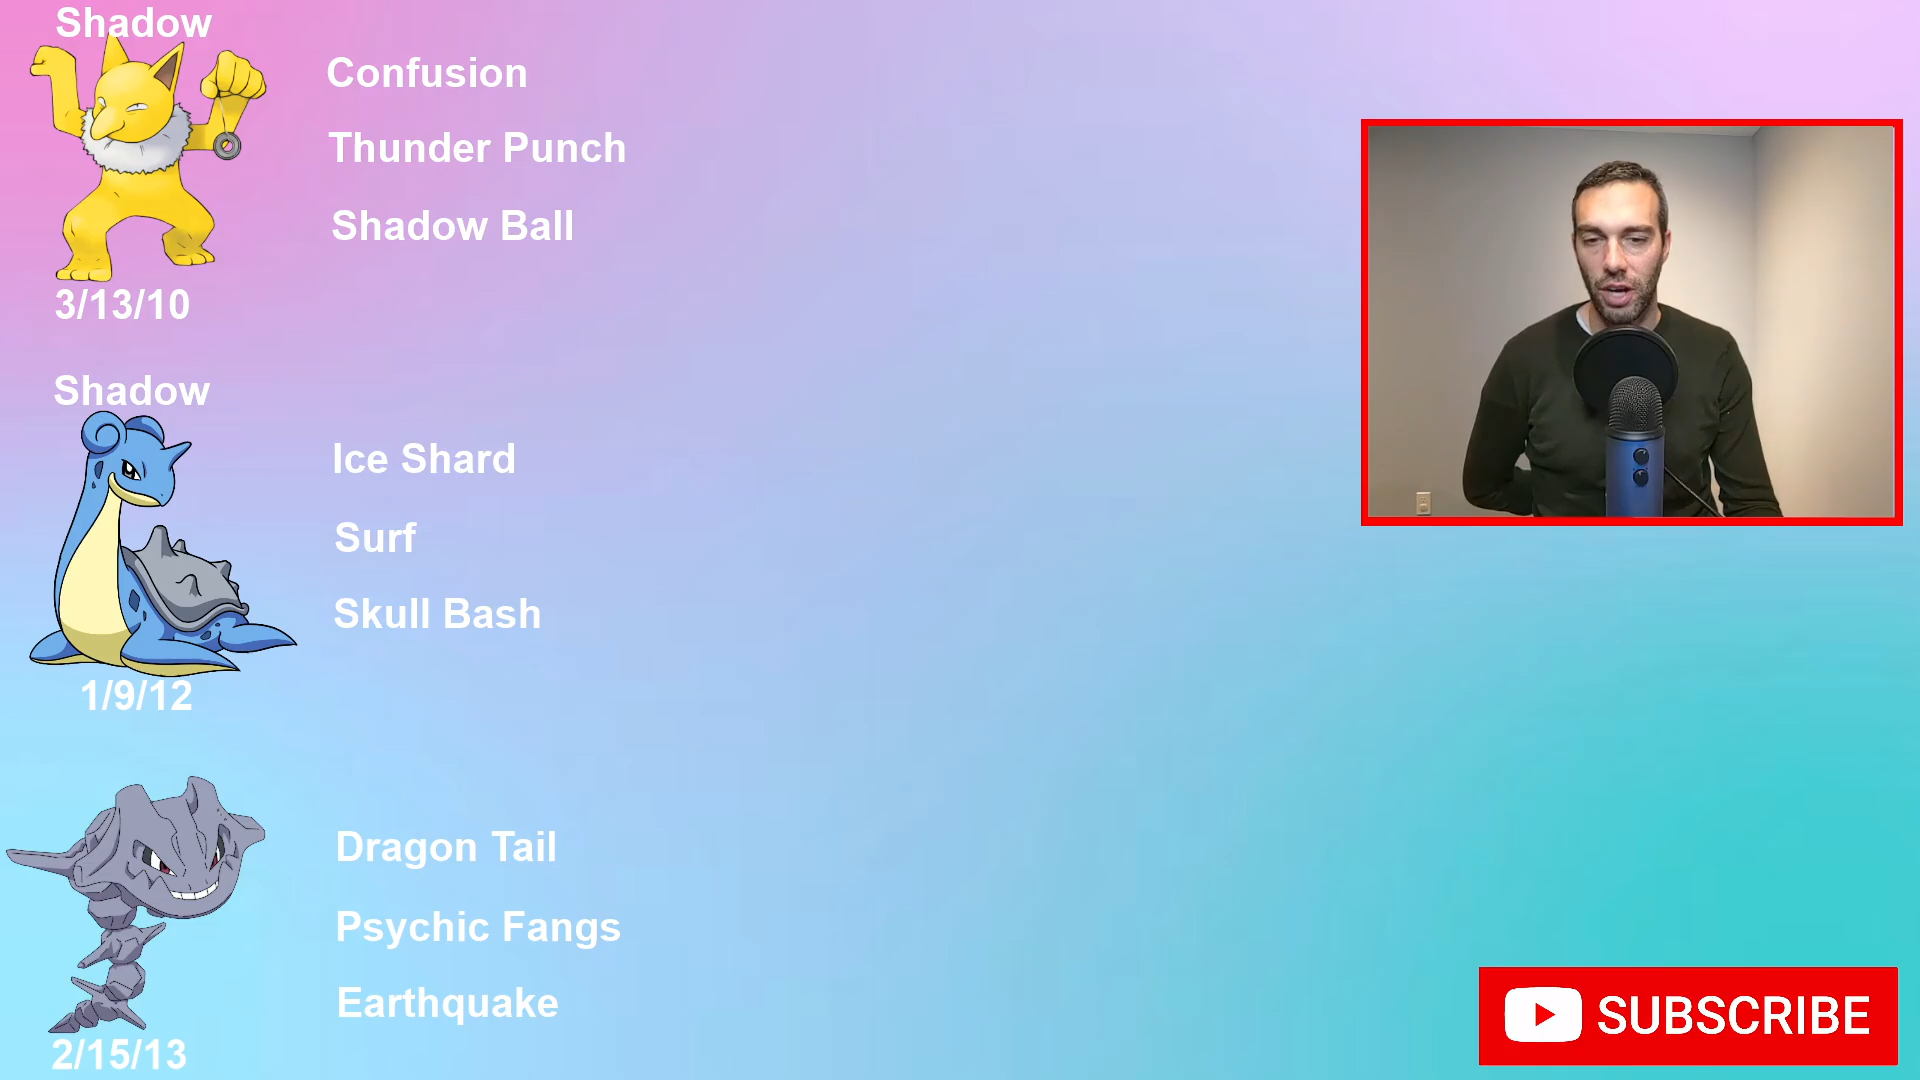 Shadow
Confusion
Thunder Punch
Shadow Ball
3/13/10
Shadow
Ice Shard
Surf
Skull Bash
1/9/12
Dragon Tail
Psychic Fangs
Earthquake
2/15/13
SUBSCRIBE